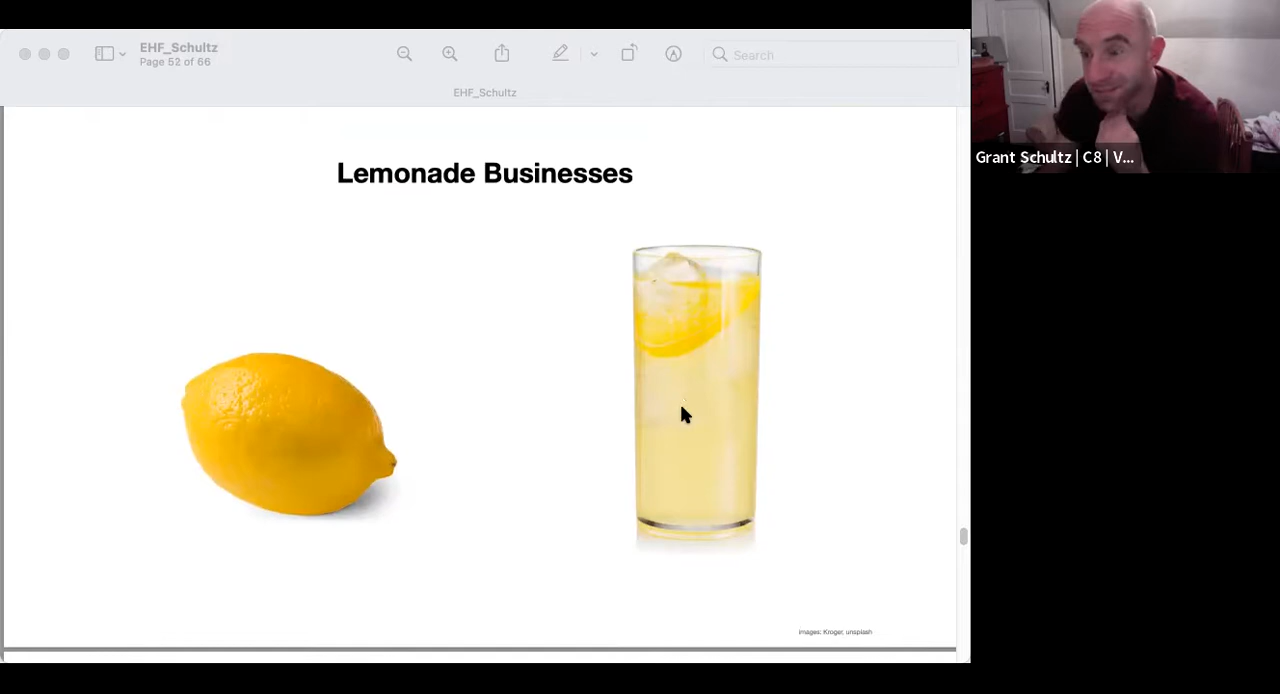 EHF_Schultz
Page 52 of 66
Search
EHF_Schultz
Grant Schultz | C8 | V...
Lemonade Businesses
images: Kroger, unsplash